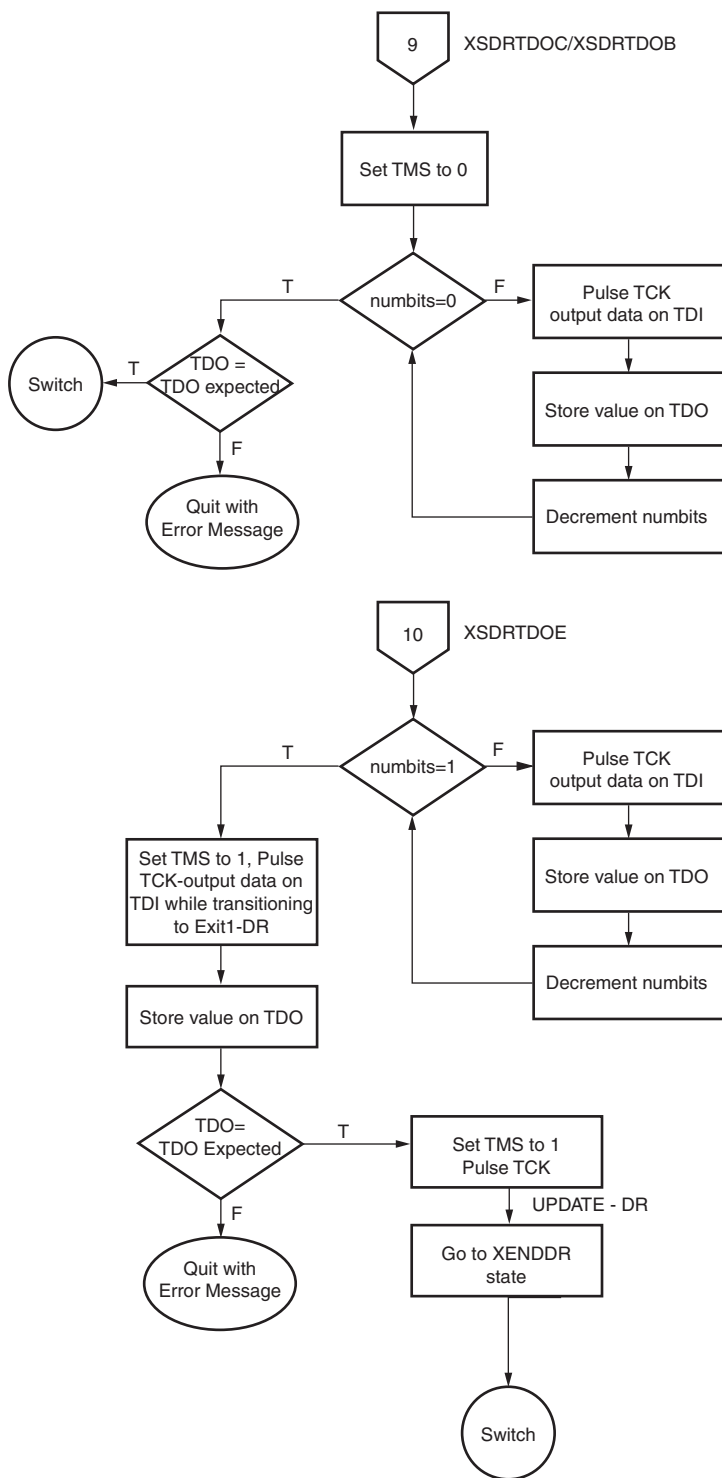 9
XSDRTDOC/XSDRTDOB
Set TMS to 0
numbits=0
T
F
Pulse TCK
output data on TDI
TDO =
TDO expected
T
Switch
Store value on TDO
F
Quit with
Error Message
Decrement numbits
10
XSDRTDOE
numbits=1
T
F
Pulse TCK
output data on TDI
Set TMS to 1, Pulse
TCK-output data on
TDI while transitioning
to Exit1-DR
Store value on TDO
Decrement numbits
Store value on TDO
TDO=
TDO Expected
T
Set TMS to 1
Pulse TCK
F
UPDATE - DR
Quit with
Error Message
Go to XENDDR
state
Switch